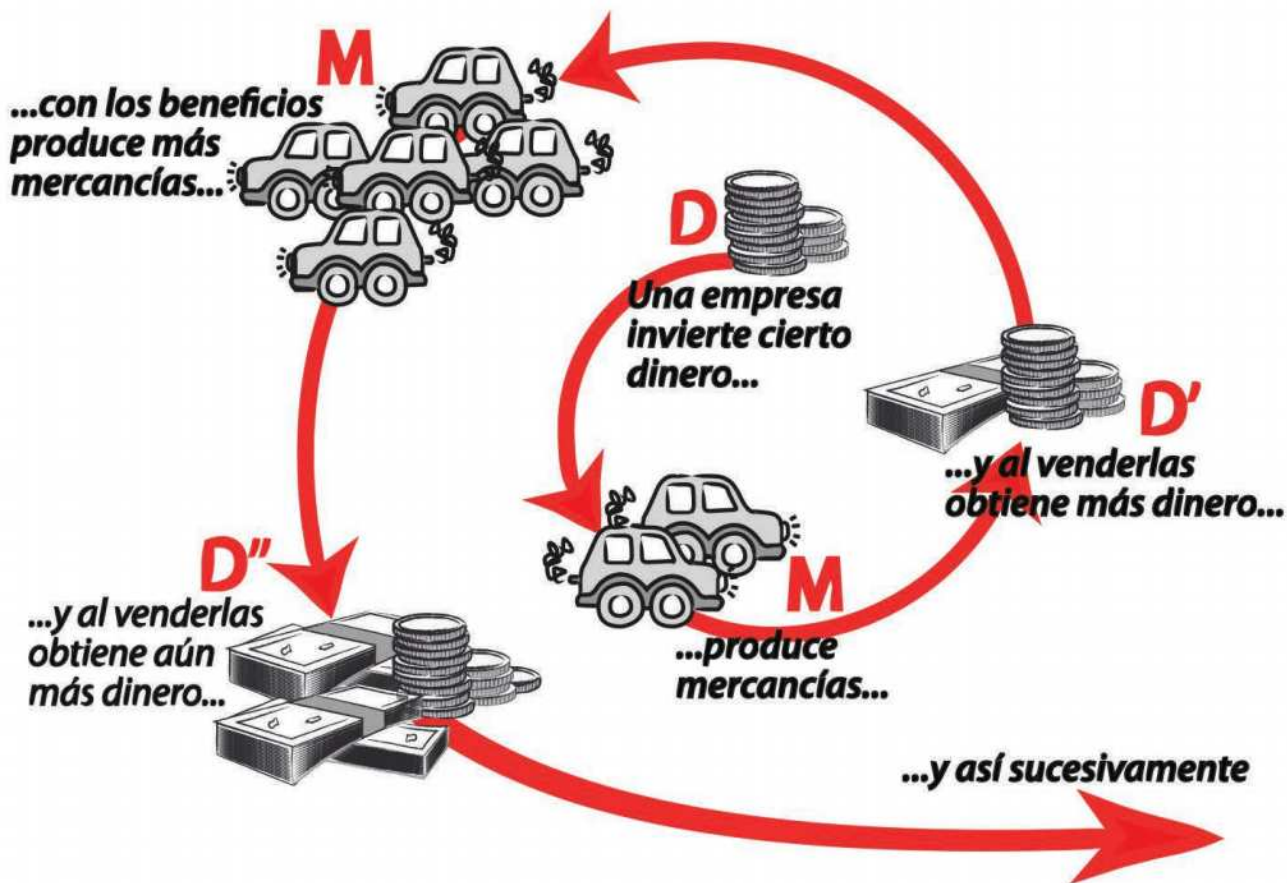 D
Una empresa
invierte cierto
dinero...
M
...produce
mercancías...
D'
...y al venderlas
obtiene más dinero...
M
...con los beneficios
produce más
mercancías...
D"
...y al venderlas
obtiene aún
más dinero...
...y así sucesivamente